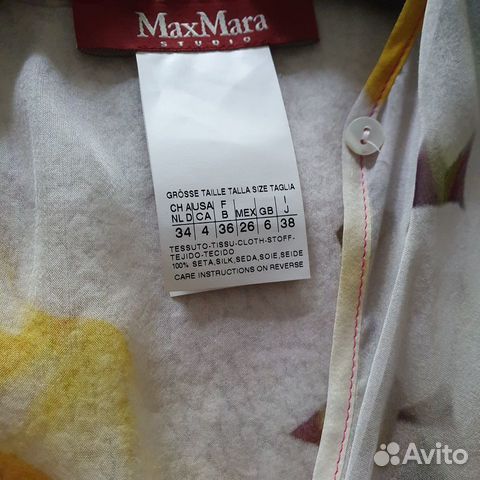 MaxMara
STUDIO
GRÖSSE TAILLE TALLA SIZE TAGLIA
CH A USA F I
NL D CA B MEX GB J
34 4 36 26 6 38
TESSUTO-TISSU-CLOTH-STOFF-
TEJIDO-TECIDO
100% SETA,SILK,SEDA,SOIE,SEIDE
CARE INSTRUCTIONS ON REVERSE
Avito